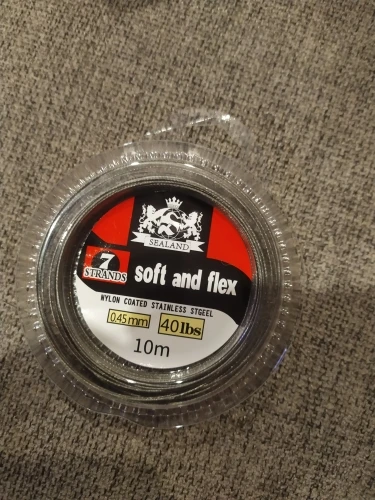 SEALAND
7
STRANDS
soft and flex
NYLON COATED STAINLESS STGEEL
0.45mm 40lbs
10m